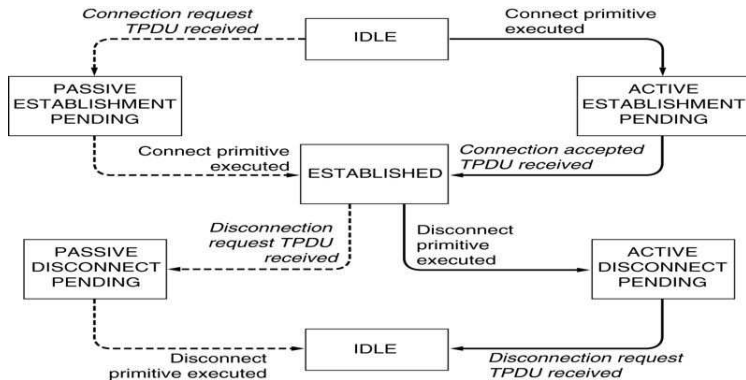 Connection request
TPDU received
IDLE
Connect primitive
executed
PASSIVE
ESTABLISHMENT
PENDING
ACTIVE
ESTABLISHMENT
PENDING
Connect primitive
executed
ESTABLISHED
Connection accepted
TPDU received
Disconnection
request TPDU
received
Disconnect
primitive
executed
PASSIVE
DISCONNECT
PENDING
ACTIVE
DISCONNECT
PENDING
Disconnect
primitive executed
IDLE
Disconnection request
TPDU received